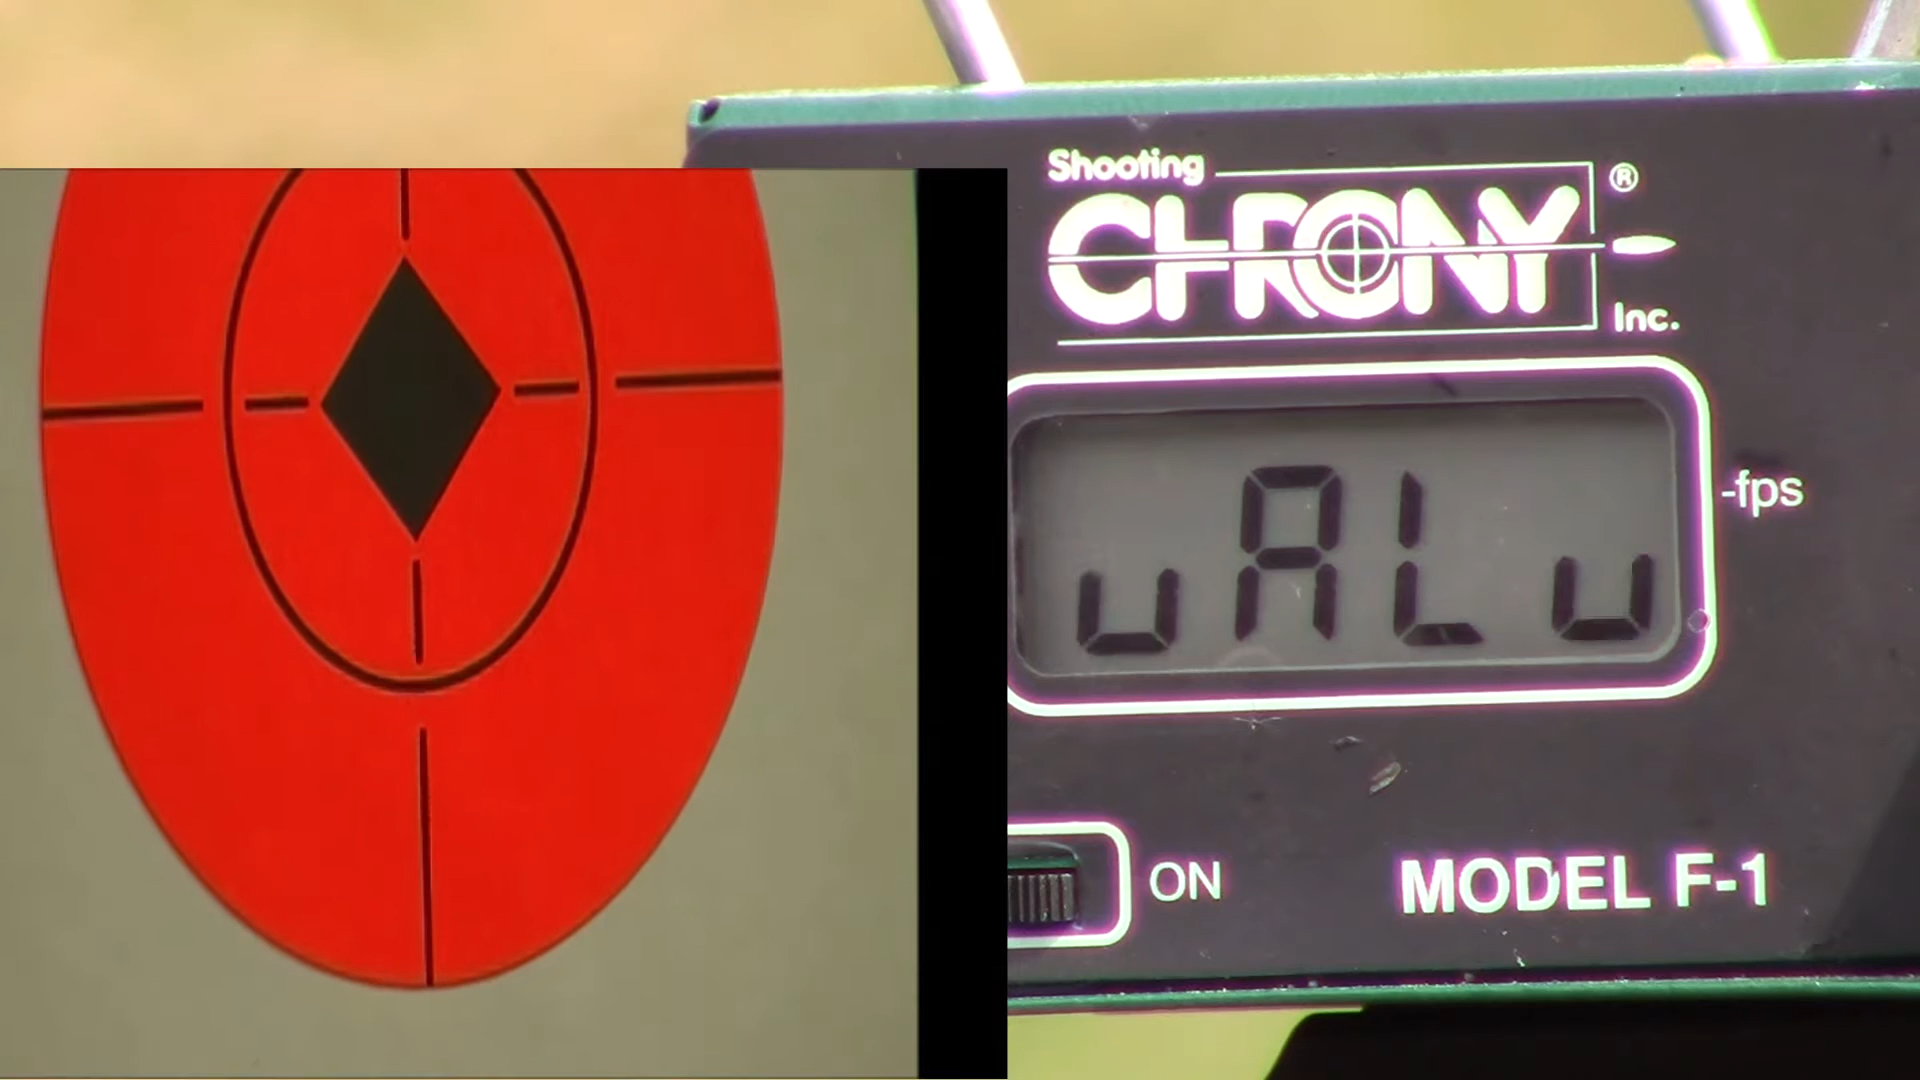 Shooting
CHRONY®
Inc.
uALu
-fps
ON
MODEL F-1